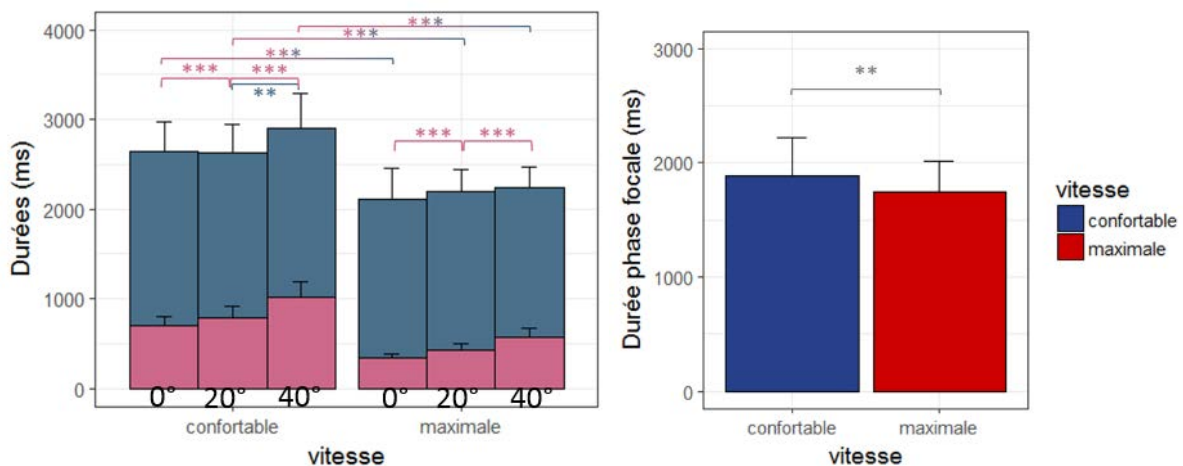 Durées (ms)
4000
3000
2000
1000
0
***
***
***
*** ***
**
*** ***
0° 20° 40° 0° 20° 40°
confortable maximale
vitesse
Durée phase focale (ms)
3000
2000
1000
0
**
confortable maximale
vitesse
vitesse
confortable
maximale